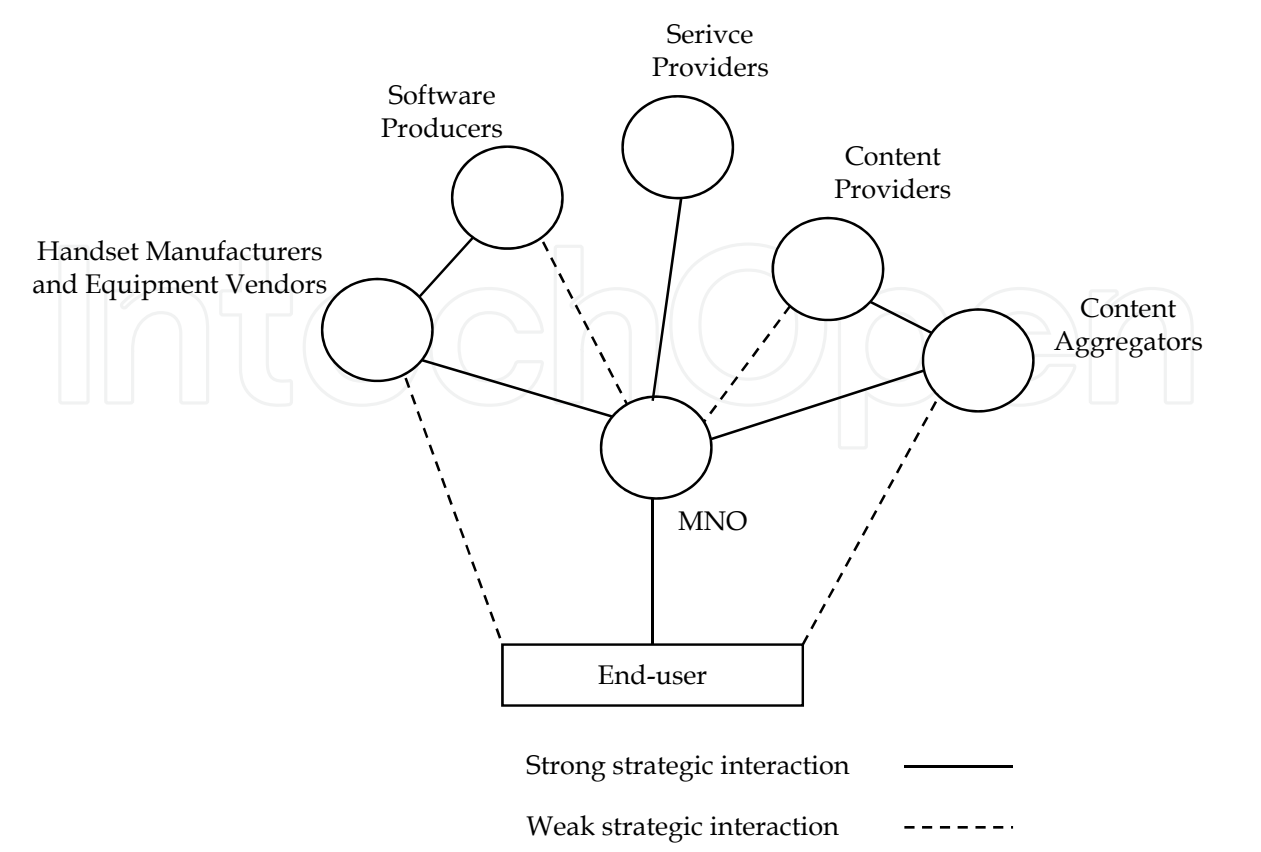 Serivce
Providers
Software
Producers
Content
Providers
Handset Manufacturers
and Equipment Vendors
Content
Aggregators
IntechOpen
MNO
End-user
Strong strategic interaction
Weak strategic interaction